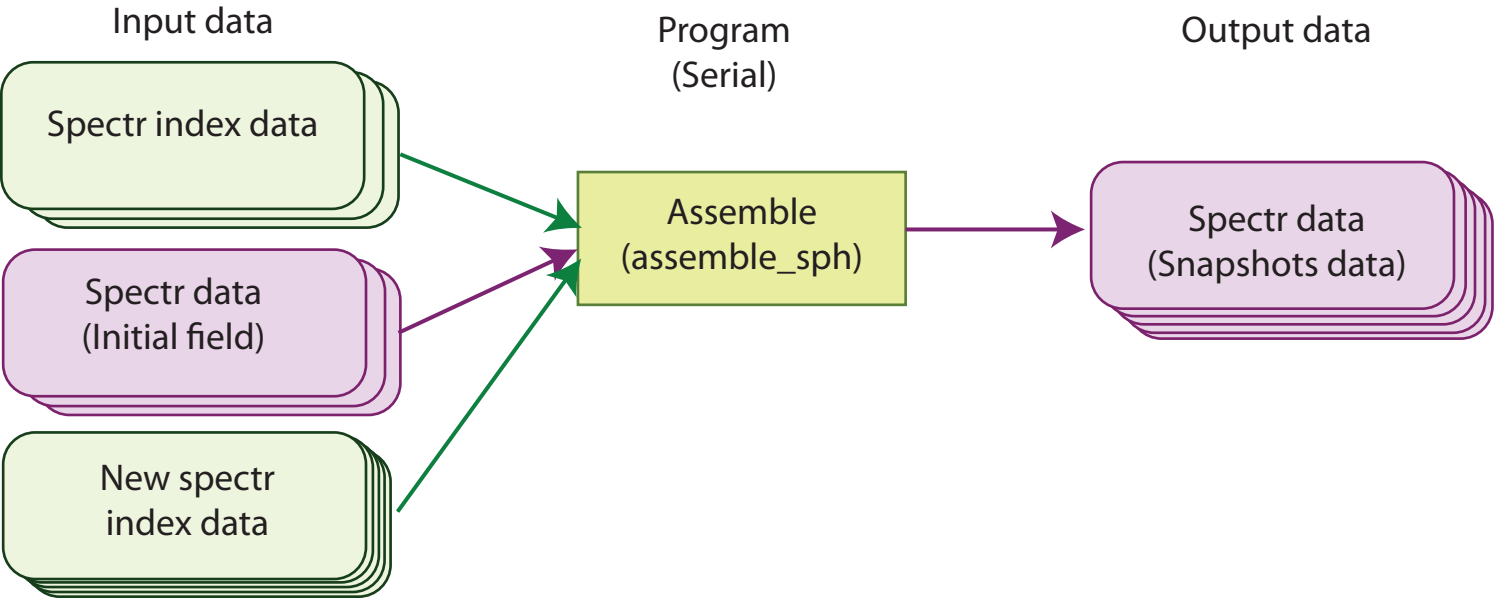 Input data
Program
(Serial)
Output data
Spectr index data
Spectr data
(Initial field)
New spectr
index data
Assemble
(assemble_sph)
Spectr data
(Snapshots data)